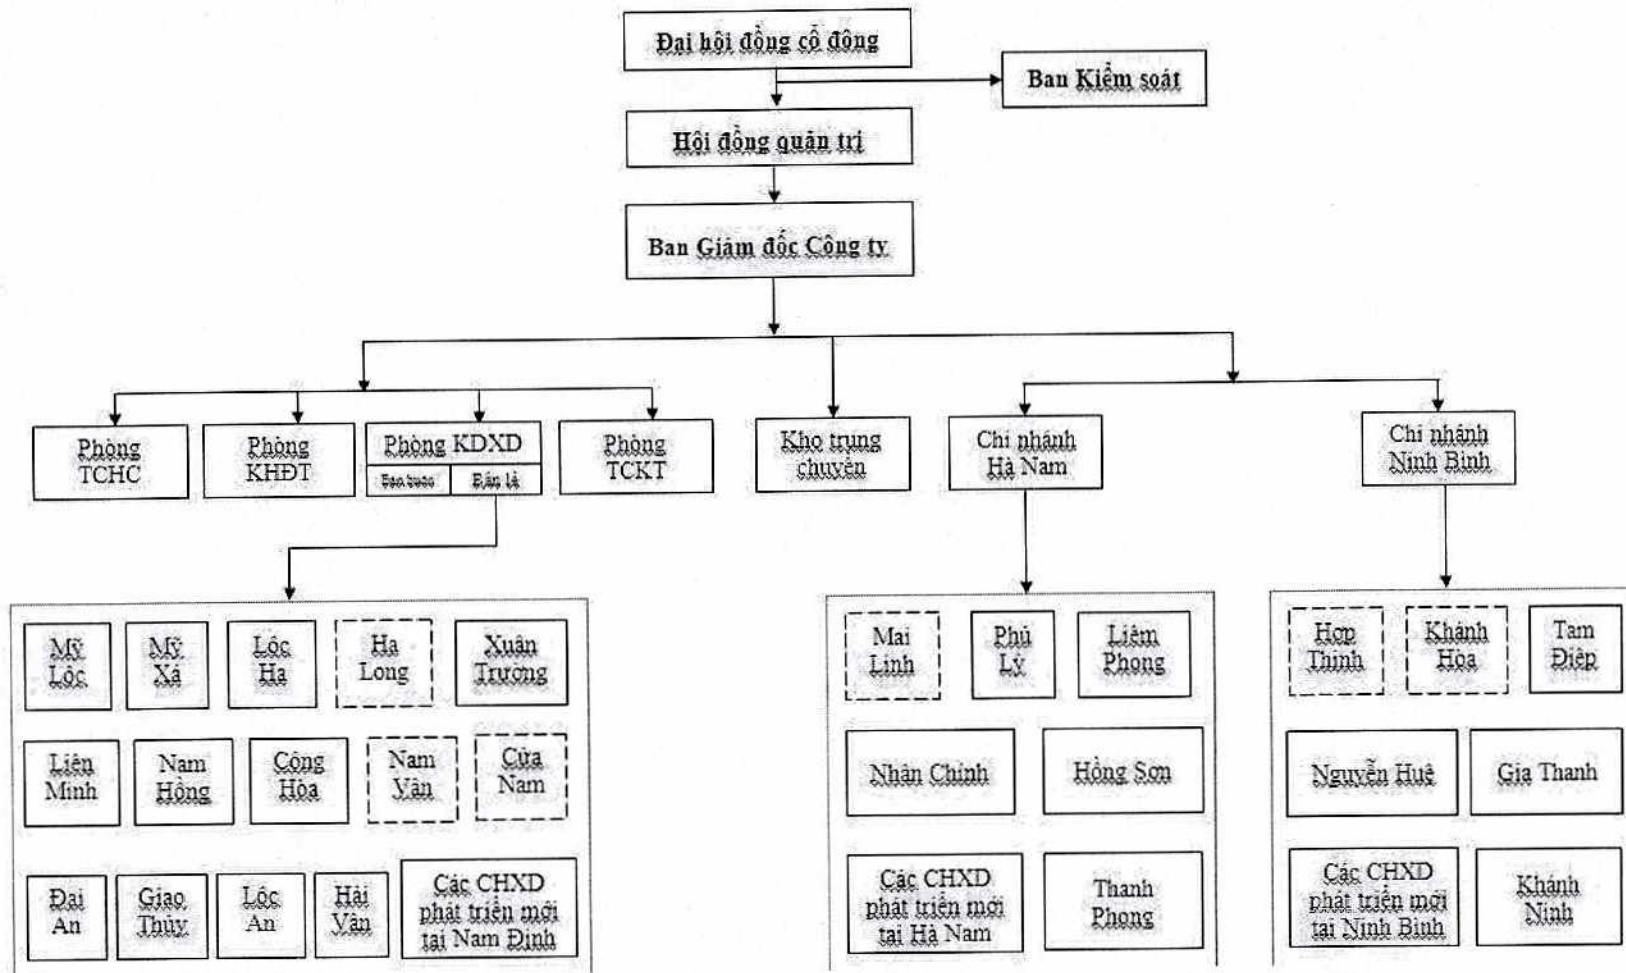 Đại hội đồng cổ đông
Ban Kiểm soát
Hội đồng quản trị
Ban Giám đốc Công ty
Phòng
TCHC
Phòng
KHĐT
Phòng KDXD
Bán lẻ
Phòng
TCKT
Kho trung
chuyển
Chi nhánh
Hà Nam
Chi nhánh
Ninh Bình
Mỹ
Lộc
Mỹ
Xá
Lộc
Hạ
Hạ
Long
Xuân
Trường
Liên
Minh
Nam
Hồng
Cộng
Hòa
Nam
Vân
Cửa
Nam
Đại
An
Giao
Thủy
Lộc
An
Hải
Vân
Các CHXD
phát triển mới
tại Nam Định
Mai
Linh
Phủ
Lý
Liêm
Phong
Nhân Chính
Hồng Sơn
Các CHXD
phát triển mới
tại Hà Nam
Thanh
Phong
Hợp
Thịnh
Khánh
Hòa
Tam
Điệp
Nguyễn Huệ
Gia Thanh
Các CHXD
phát triển mới
tại Ninh Bình
Khánh
Ninh